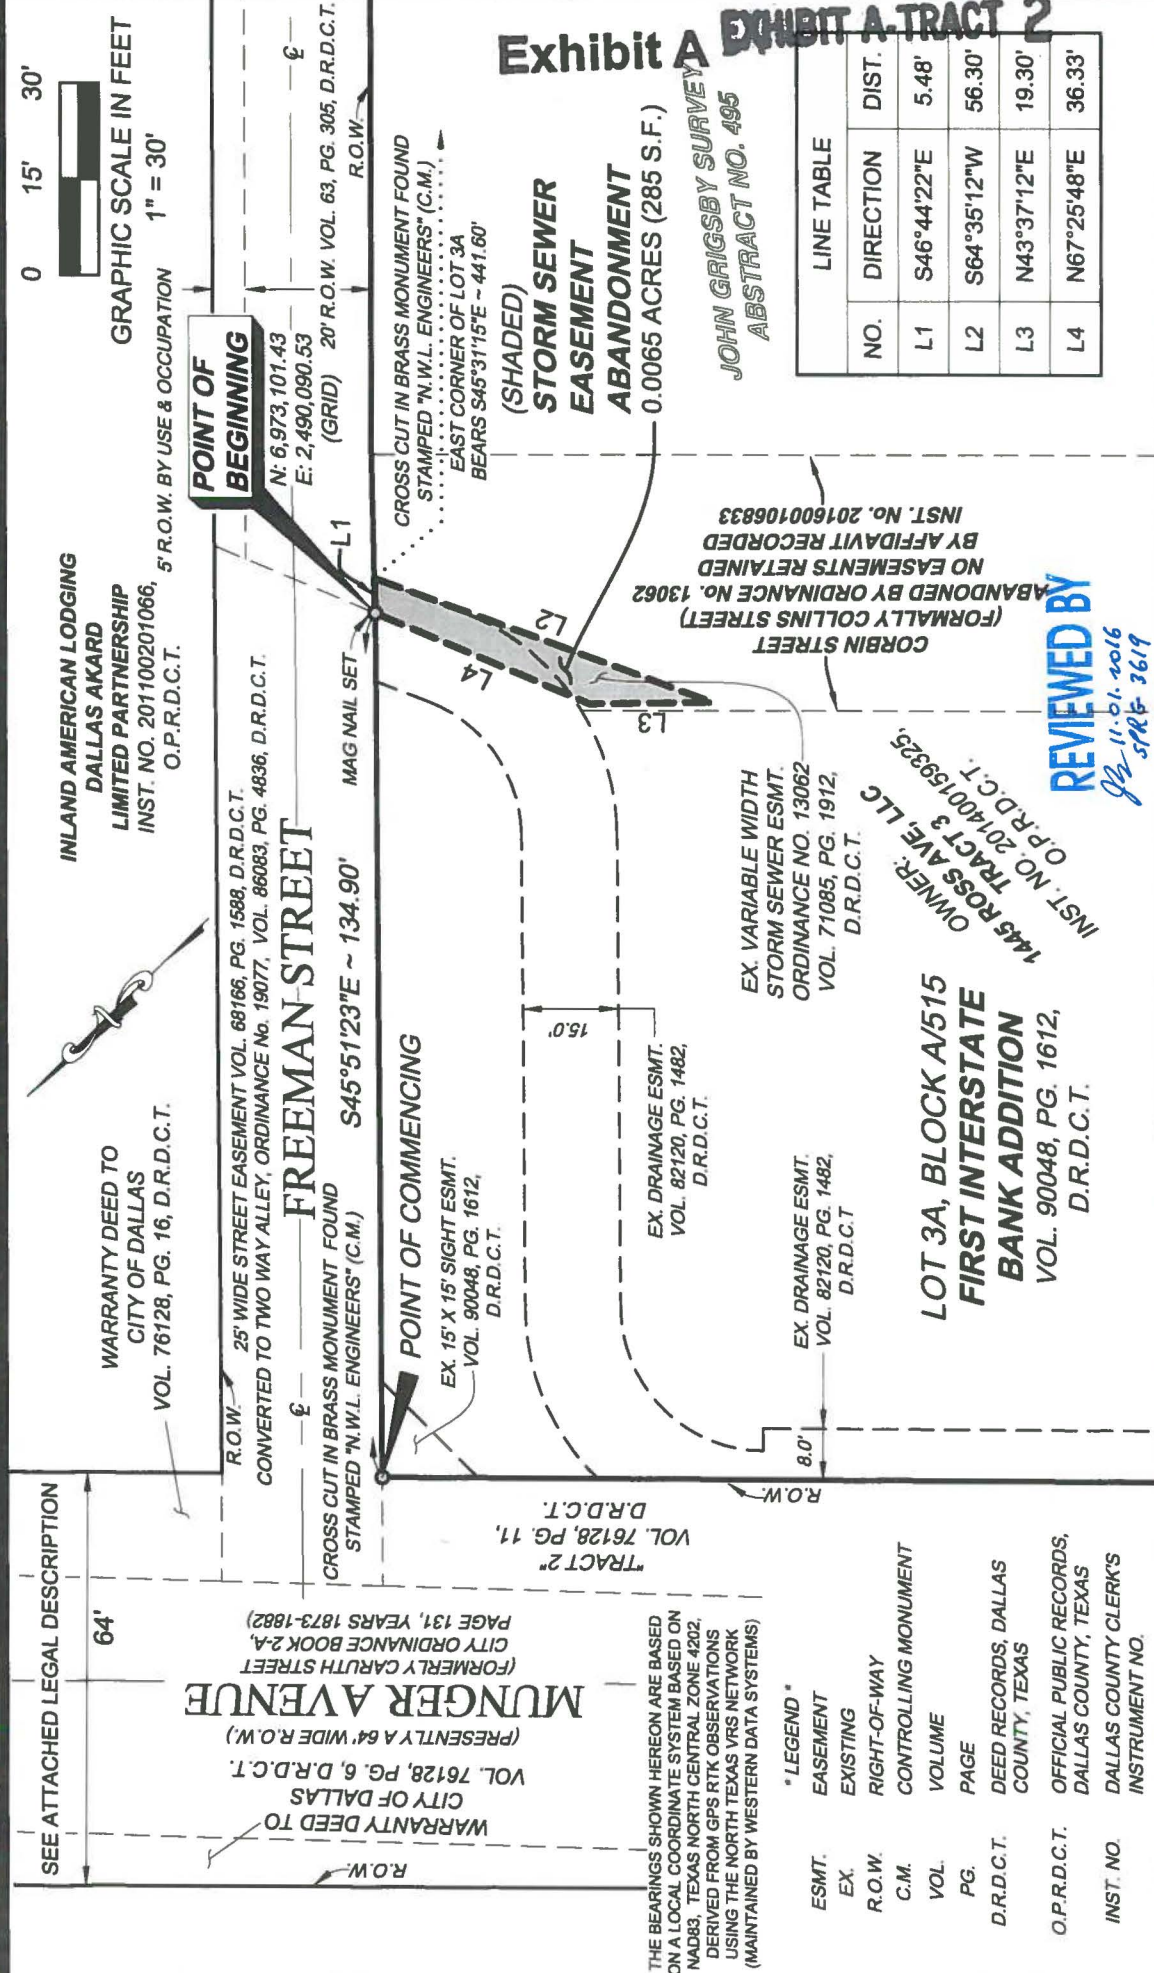 Exhibit A
EXHIBIT A-TRACT 2
SEE ATTACHED LEGAL DESCRIPTION
64'
WARRANTY DEED TO
CITY OF DALLAS
VOL. 76128, PG. 16, D.R.D.C.T.
INLAND AMERICAN LODGING
DALLAS AKARD
LIMITED PARTNERSHIP
INST. NO. 201100201066,
O.P.R.D.C.T.
5' R.O.W. BY USE & OCCUPATION
0 15' 30'
GRAPHIC SCALE IN FEET
1" = 30'
R.O.W.
25' WIDE STREET EASEMENT VOL. 68166, PG. 1588, D.R.D.C.T.
CONVERTED TO TWO WAY ALLEY, ORDINANCE No. 19077, VOL. 86083, PG. 4836, D.R.D.C.T.
FREEMAN STREET
CROSS CUT IN BRASS MONUMENT FOUND
STAMPED "N.W.L. ENGINEERS" (C.M.)
S45°51'23"E ~ 134.90'
MAG NAIL SET
POINT OF
BEGINNING
N: 6,973,101.43
E: 2,490,090.53
(GRID)
20' R.O.W. VOL. 63, PG. 305, D.R.D.C.T.
R.O.W.
L1
L2
L3
L4
CROSS CUT IN BRASS MONUMENT FOUND
STAMPED "N.W.L. ENGINEERS" (C.M.)
EAST CORNER OF LOT 3A
BEARS S45°31'15"E ~ 441.60'
(SHADED)
STORM SEWER
EASEMENT
ABANDONMENT
0.0065 ACRES (285 S.F.)
JOHN GRIGSBY SURVEY
ABSTRACT NO. 495
LINE TABLE
NO. DIRECTION DIST.
L1 S46°44'22"E 5.48'
L2 S64°35'12"W 56.30'
L3 N43°37'12"E 19.30'
L4 N67°25'48"E 36.33'
POINT OF COMMENCING
EX. 15' X 15' SIGHT ESMT.
VOL. 90048, PG. 1612,
D.R.D.C.T.
15.0'
EX. DRAINAGE ESMT.
VOL. 82120, PG. 1482,
D.R.D.C.T.
EX. DRAINAGE ESMT.
VOL. 82120, PG. 1482,
D.R.D.C.T
8.0'
R.O.W.
EX. VARIABLE WIDTH
STORM SEWER ESMT.
ORDINANCE NO. 13062
VOL. 71085, PG. 1912,
D.R.D.C.T.
CORBIN STREET
(FORMALLY COLLINS STREET)
ABANDONED BY ORDINANCE No. 13062
NO EASEMENTS RETAINED
BY AFFIDAVIT RECORDED
INST. No. 201600106833
OWNER:
1445 ROSS AVE, LLC
TRACT 3
INST. NO. 201400159325,
O.P.R.D.C.T.
LOT 3A, BLOCK A/515
FIRST INTERSTATE
BANK ADDITION
VOL. 90048, PG. 1612,
D.R.D.C.T.
REVIEWED BY
11.01.2016
SPRG 3619
"TRACT 2"
VOL. 76128, PG. 11,
D.R.D.C.T.
WARRANTY DEED TO
CITY OF DALLAS
VOL. 76128, PG. 6, D.R.D.C.T.
(PRESENTLY A 64' WIDE R.O.W.)
MUNGER AVENUE
(FORMERLY CARUTH STREET
CITY ORDINANCE BOOK 2-A,
PAGE 131, YEARS 1873-1882)
R.O.W.
THE BEARINGS SHOWN HEREON ARE BASED
ON A LOCAL COORDINATE SYSTEM BASED ON
NAD83, TEXAS NORTH CENTRAL ZONE 4202,
DERIVED FROM GPS RTK OBSERVATIONS
USING THE NORTH TEXAS VRS NETWORK
(MAINTAINED BY WESTERN DATA SYSTEMS)
* LEGEND *
ESMT. EASEMENT
EX. EXISTING
R.O.W. RIGHT-OF-WAY
C.M. CONTROLLING MONUMENT
VOL. VOLUME
PG. PAGE
D.R.D.C.T. DEED RECORDS, DALLAS
COUNTY, TEXAS
O.P.R.D.C.T. OFFICIAL PUBLIC RECORDS,
DALLAS COUNTY, TEXAS
INST. NO. DALLAS COUNTY CLERK'S
INSTRUMENT NO.